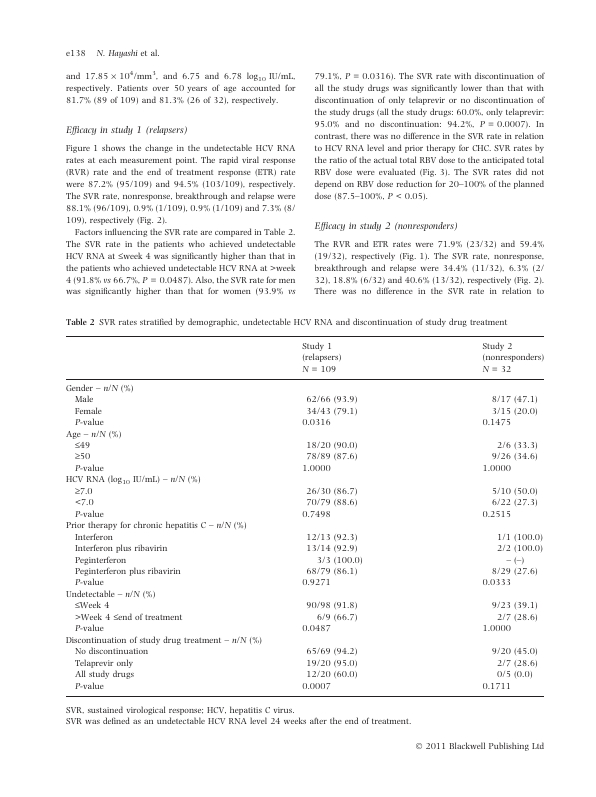 e138 N. Hayashi et al.
and 17.85 × 10⁴/mm³, and 6.75 and 6.78 log₁₀ IU/mL,
respectively. Patients over 50 years of age accounted for
81.7% (89 of 109) and 81.3% (26 of 32), respectively.
Efficacy in study 1 (relapsers)
Figure 1 shows the change in the undetectable HCV RNA
rates at each measurement point. The rapid viral response
(RVR) rate and the end of treatment response (ETR) rate
were 87.2% (95/109) and 94.5% (103/109), respectively.
The SVR rate, nonresponse, breakthrough and relapse were
88.1% (96/109), 0.9% (1/109), 0.9% (1/109) and 7.3% (8/
109), respectively (Fig. 2).
Factors influencing the SVR rate are compared in Table 2.
The SVR rate in the patients who achieved undetectable
HCV RNA at ≤week 4 was significantly higher than that in
the patients who achieved undetectable HCV RNA at >week
4 (91.8% vs 66.7%, P = 0.0487). Also, the SVR rate for men
was significantly higher than that for women (93.9% vs
79.1%, P = 0.0316). The SVR rate with discontinuation of
all the study drugs was significantly lower than that with
discontinuation of only telaprevir or no discontinuation of
the study drugs (all the study drugs: 60.0%, only telaprevir:
95.0% and no discontinuation: 94.2%, P = 0.0007). In
contrast, there was no difference in the SVR rate in relation
to HCV RNA level and prior therapy for CHC. SVR rates by
the ratio of the actual total RBV dose to the anticipated total
RBV dose were evaluated (Fig. 3). The SVR rates did not
depend on RBV dose reduction for 20–100% of the planned
dose (87.5–100%, P < 0.05).
Efficacy in study 2 (nonresponders)
The RVR and ETR rates were 71.9% (23/32) and 59.4%
(19/32), respectively (Fig. 1). The SVR rate, nonresponse,
breakthrough and relapse were 34.4% (11/32), 6.3% (2/
32), 18.8% (6/32) and 40.6% (13/32), respectively (Fig. 2).
There was no difference in the SVR rate in relation to
Table 2 SVR rates stratified by demographic, undetectable HCV RNA and discontinuation of study drug treatment
Study 1 Study 2
(relapsers) (nonresponders)
N = 109 N = 32
Gender – n/N (%)
Male 62/66 (93.9) 8/17 (47.1)
Female 34/43 (79.1) 3/15 (20.0)
P-value 0.0316 0.1475
Age – n/N (%)
≤49 18/20 (90.0) 2/6 (33.3)
≥50 78/89 (87.6) 9/26 (34.6)
P-value 1.0000 1.0000
HCV RNA (log₁₀ IU/mL) – n/N (%)
≥7.0 26/30 (86.7) 5/10 (50.0)
<7.0 70/79 (88.6) 6/22 (27.3)
P-value 0.7498 0.2515
Prior therapy for chronic hepatitis C – n/N (%)
Interferon 12/13 (92.3) 1/1 (100.0)
Interferon plus ribavirin 13/14 (92.9) 2/2 (100.0)
Peginterferon 3/3 (100.0) – (–)
Peginterferon plus ribavirin 68/79 (86.1) 8/29 (27.6)
P-value 0.9271 0.0333
Undetectable – n/N (%)
≤Week 4 90/98 (91.8) 9/23 (39.1)
>Week 4 ≤end of treatment 6/9 (66.7) 2/7 (28.6)
P-value 0.0487 1.0000
Discontinuation of study drug treatment – n/N (%)
No discontinuation 65/69 (94.2) 9/20 (45.0)
Telaprevir only 19/20 (95.0) 2/7 (28.6)
All study drugs 12/20 (60.0) 0/5 (0.0)
P-value 0.0007 0.1711
SVR, sustained virological response; HCV, hepatitis C virus.
SVR was defined as an undetectable HCV RNA level 24 weeks after the end of treatment.
© 2011 Blackwell Publishing Ltd